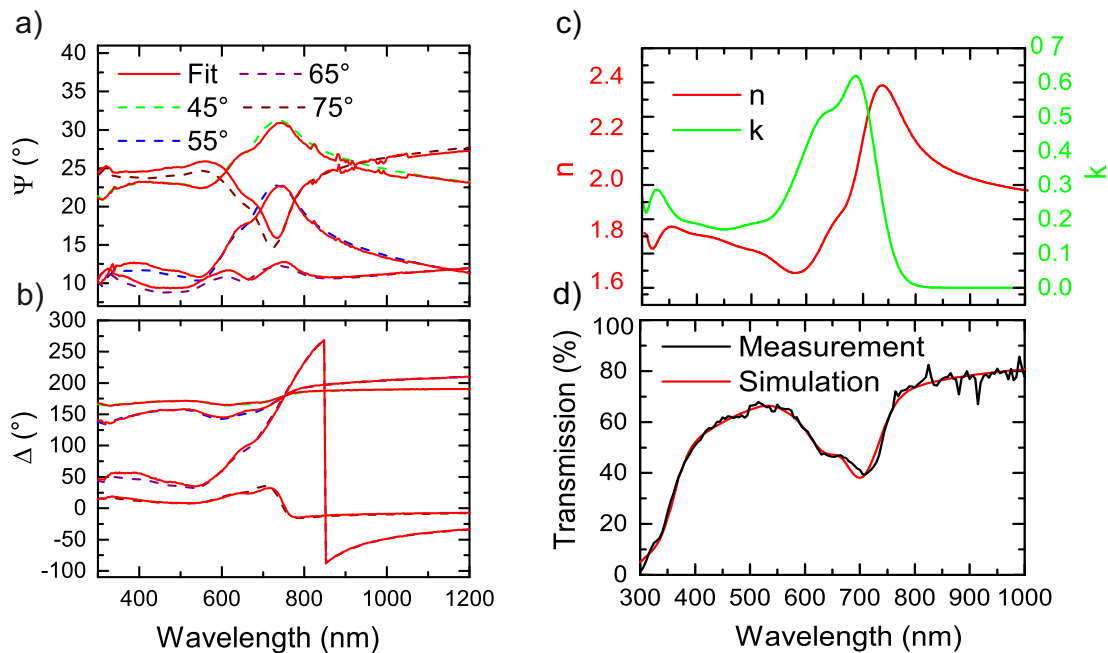 a)
Fit
65°
45°
75°
55°
Ψ (°)
35
30
25
20
15
10
b)
300
250
200
150
100
50
0
-50
-100
Δ (°)
400 600 800 1000 1200
Wavelength (nm)
c)
n
k
n
2.4
2.2
2.0
1.8
1.6
0 7
0.6
0.5
0.4
0.3
0.2
0.1
0.0
k
d)
Measurement
Simulation
Transmission (%)
100
80
60
40
20
0
300 400 500 600 700 800 900 1000
Wavelength (nm)